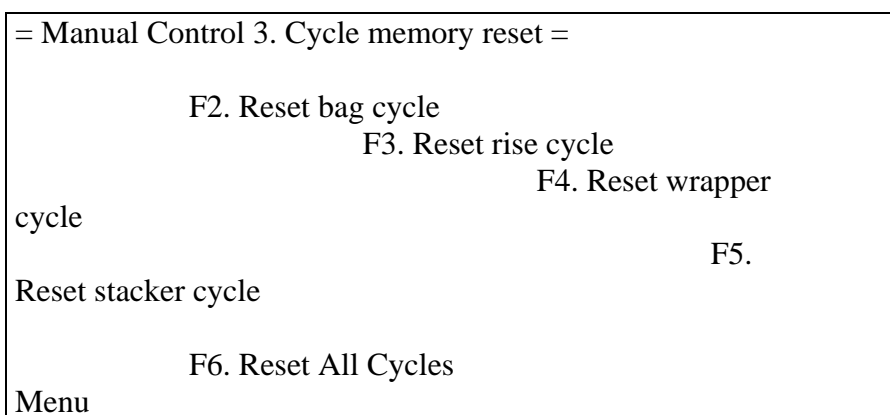 = Manual Control 3. Cycle memory reset =
F2. Reset bag cycle
F3. Reset rise cycle
F4. Reset wrapper
cycle
F5.
Reset stacker cycle
F6. Reset All Cycles
Menu